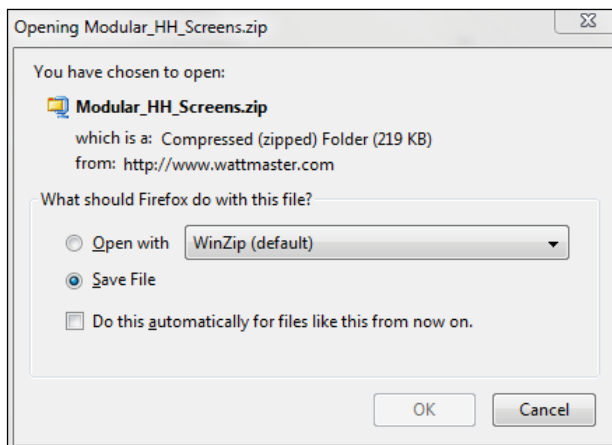 Opening Modular_HH_Screens.zip
You have chosen to open:
Modular_HH_Screens.zip
which is a: Compressed (zipped) Folder (219 KB)
from: http://www.wattmaster.com
What should Firefox do with this file?
Open with WinZip (default)
Save File
Do this automatically for files like this from now on.
OK Cancel